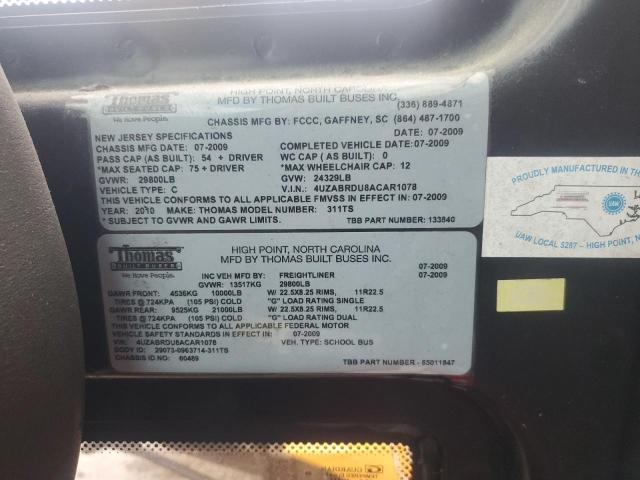 HIGH POINT, NORTH CAROLINA
MFD BY THOMAS BUILT BUSES INC. (336) 889-4871
Thomas
BUILT BUSES
We Have People.
CHASSIS MFG BY: FCCC, GAFFNEY, SC (864) 487-1700
NEW JERSEY SPECIFICATIONS DATE: 07-2009
CHASSIS MFG DATE: 07-2009 COMPLETED VEHICLE DATE:07-2009
PASS CAP (AS BUILT): 54 + DRIVER WC CAP (AS BUILT): 0
*MAX SEATED CAP: 75 + DRIVER *MAX WHEELCHAIR CAP: 12
GVWR: 29800LB GVW: 24329LB
VEHICLE TYPE: C V.I.N.: 4UZABRDU8ACAR1078
THIS VEHICLE CONFORMS TO ALL APPLICABLE FMVSS IN EFFECT IN: 07-2009
YEAR: 2010 MAKE: THOMAS MODEL NUMBER: 311TS
* SUBJECT TO GVWR AND GAWR LIMITS. TBB PART NUMBER: 133840
Thomas
BUILT BUSES
We Have People.
HIGH POINT, NORTH CAROLINA
MFD BY THOMAS BUILT BUSES INC.
07-2009
INC VEH MFD BY: FREIGHTLINER 07-2009
GVWR: 13517KG 29800LB
GAWR FRONT: 4536KG 10000LB W/ 22.5X8.25 RIMS, 11R22.5
TIRES @ 724KPA (105 PSI) COLD "G" LOAD RATING SINGLE
GAWR REAR: 9525KG 21000LB W/ 22.5X8.25 RIMS, 11R22.5
TIRES @ 724KPA (105 PSI) COLD "G" LOAD RATING DUAL
THIS VEHICLE CONFORMS TO ALL APPLICABLE FEDERAL MOTOR
VEHICLE SAFETY STANDARDS IN EFFECT IN: 07-2009
VIN: 4UZABRDU8ACAR1078 VEH. TYPE: SCHOOL BUS
BODY ID: 29073-0963714-311TS
CHASSIS ID: 60489 TBB PART NUMBER - 65011847
PROUDLY MANUFACTURED IN THE
UAW
UAW LOCAL 5287 - HIGH POINT, N
GUARDIAN